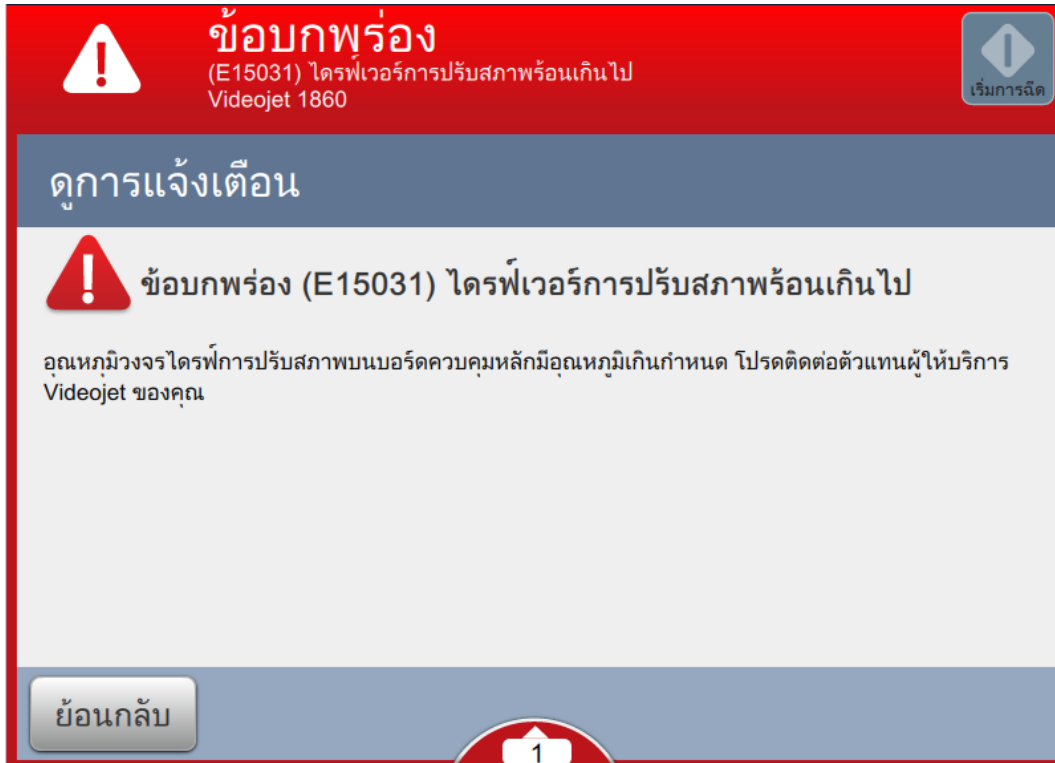 ข้อบกพร่อง
(E15031) ไดรฟ์เวอร์การปรับสภาพร้อนเกินไป
Videojet 1860
เริ่มการฉีด
ดูการแจ้งเตือน
ข้อบกพร่อง (E15031) ไดรฟ์เวอร์การปรับสภาพร้อนเกินไป
อุณหภูมิวงจรไดรฟ์การปรับสภาพบนบอร์ดควบคุมหลักมีอุณหภูมิเกินกำหนด โปรดติดต่อตัวแทนผู้ให้บริการ
Videojet ของคุณ
ย้อนกลับ
1